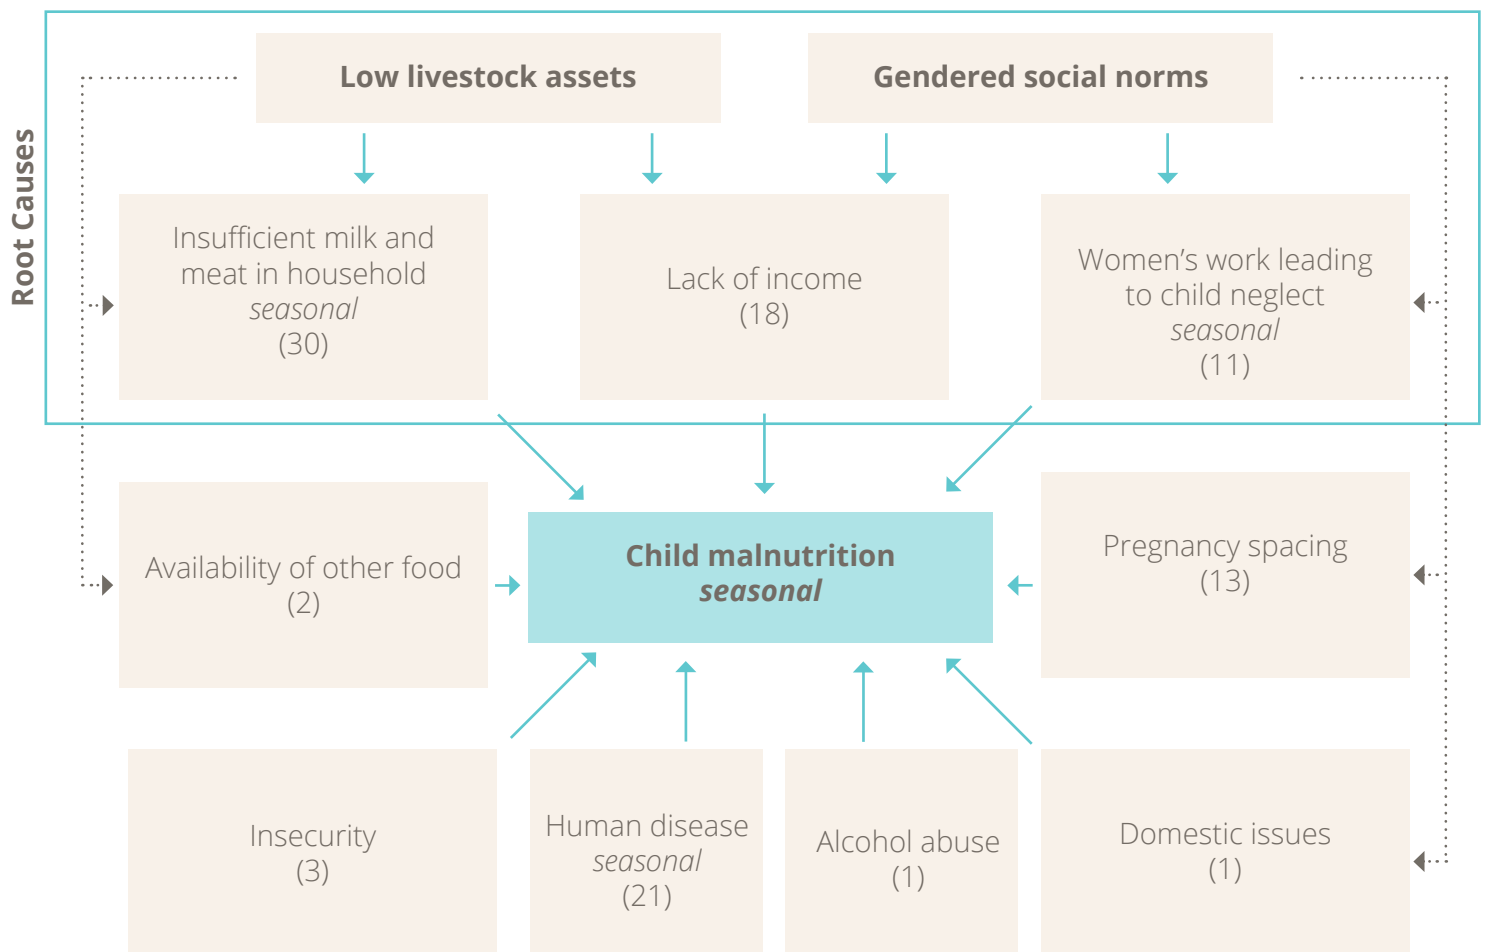 Root Causes
Low livestock assets
Gendered social norms
Insufficient milk and
meat in household
seasonal
(30)
Lack of income
(18)
Women’s work leading
to child neglect
seasonal
(11)
Availability of other food
(2)
Child malnutrition
seasonal
Pregnancy spacing
(13)
Insecurity
(3)
Human disease
seasonal
(21)
Alcohol abuse
(1)
Domestic issues
(1)